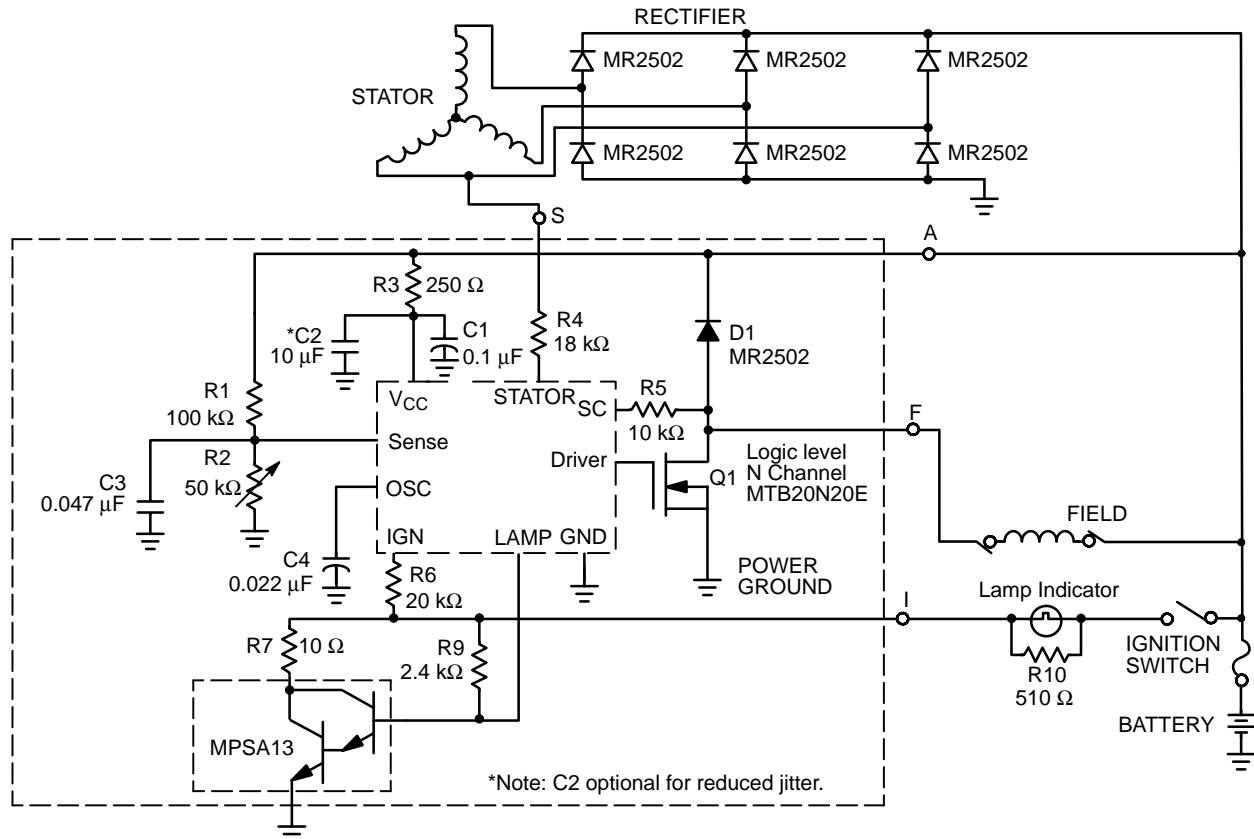 RECTIFIER
MR2502
MR2502
MR2502
STATOR
MR2502
MR2502
MR2502
S
A
R3
250 Ω
*C2
10 µF
C1
0.1 µF
R4
18 kΩ
D1
MR2502
R1
100 kΩ
VCC
STATOR
SC
R5
10 kΩ
F
Sense
R2
50 kΩ
Driver
Q1
Logic level
N Channel
MTB20N20E
C3
0.047 µF
OSC
FIELD
IGN
LAMP
GND
C4
0.022 µF
R6
20 kΩ
POWER
GROUND
Lamp Indicator
I
R7
10 Ω
R9
2.4 kΩ
IGNITION
SWITCH
R10
510 Ω
BATTERY
MPSA13
*Note: C2 optional for reduced jitter.